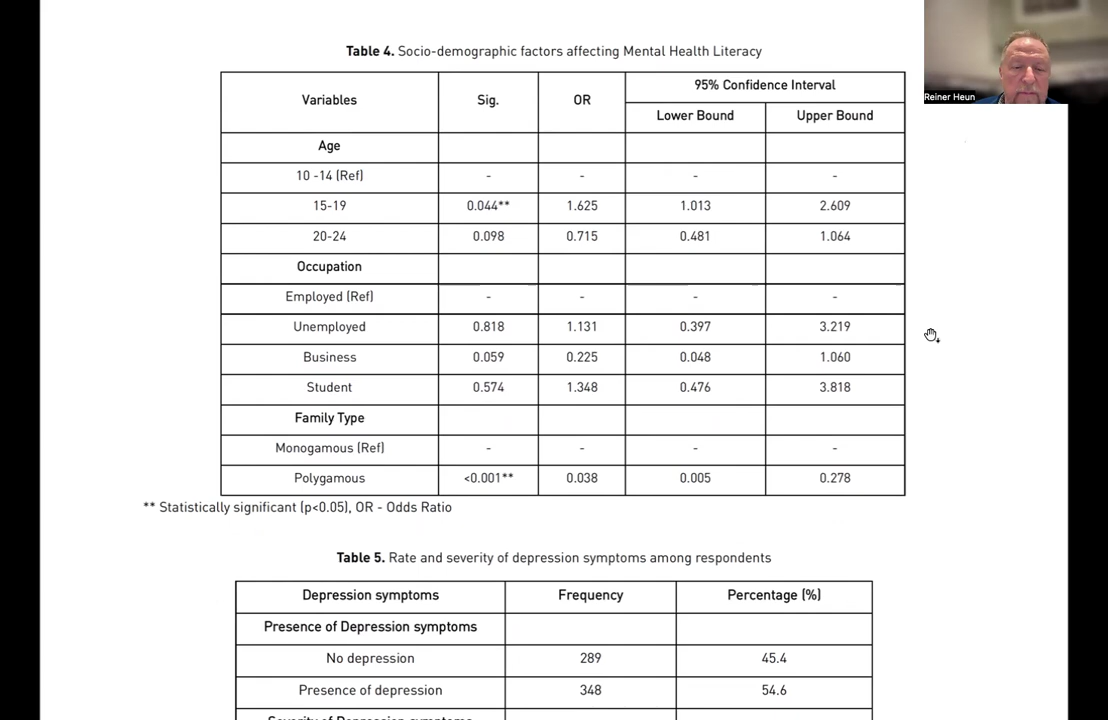 Table 4. Socio-demographic factors affecting Mental Health Literacy
Variables Sig. OR 95% Confidence Interval
Lower Bound Upper Bound
Age
10 -14 (Ref) - - - -
15-19 0.044** 1.625 1.013 2.609
20-24 0.098 0.715 0.481 1.064
Occupation
Employed (Ref) - - - -
Unemployed 0.818 1.131 0.397 3.219
Business 0.059 0.225 0.048 1.060
Student 0.574 1.348 0.476 3.818
Family Type
Monogamous (Ref) - - - -
Polygamous <0.001** 0.038 0.005 0.278
** Statistically significant (p<0.05), OR - Odds Ratio
Table 5. Rate and severity of depression symptoms among respondents
Depression symptoms Frequency Percentage (%)
Presence of Depression symptoms
No depression 289 45.4
Presence of depression 348 54.6
Severity of Depression symptoms
Reiner Heun